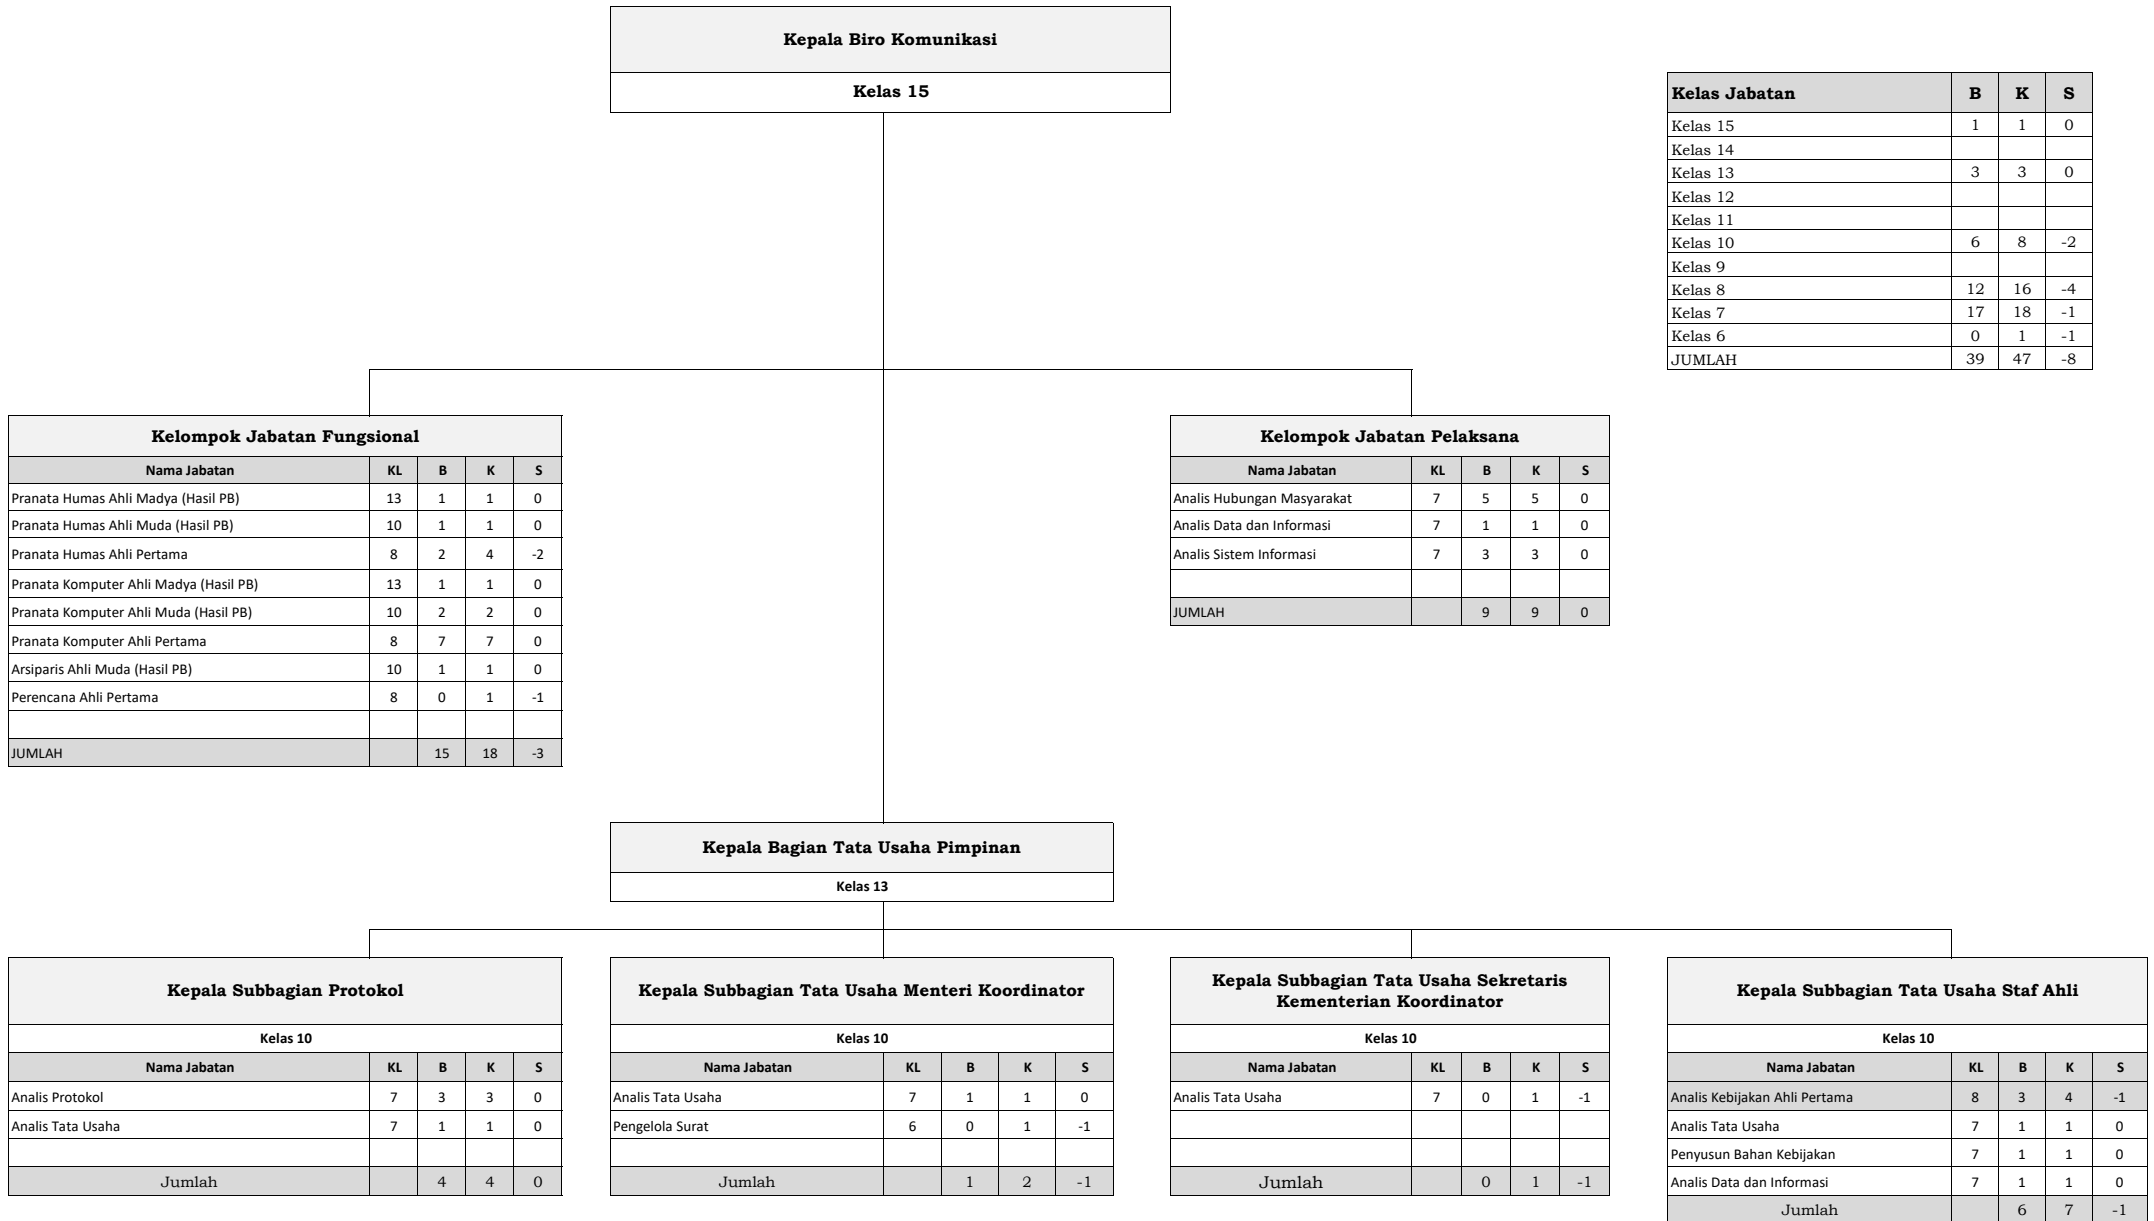 Kepala Biro Komunikasi
Kelas 15
Kelas Jabatan B K S
Kelas 15 1 1 0
Kelas 14
Kelas 13 3 3 0
Kelas 12
Kelas 11
Kelas 10 6 8 -2
Kelas 9
Kelas 8 12 16 -4
Kelas 7 17 18 -1
Kelas 6 0 1 -1
JUMLAH 39 47 -8
Kelompok Jabatan Fungsional
Nama Jabatan KL B K S
Pranata Humas Ahli Madya (Hasil PB) 13 1 1 0
Pranata Humas Ahli Muda (Hasil PB) 10 1 1 0
Pranata Humas Ahli Pertama 8 2 4 -2
Pranata Komputer Ahli Madya (Hasil PB) 13 1 1 0
Pranata Komputer Ahli Muda (Hasil PB) 10 2 2 0
Pranata Komputer Ahli Pertama 8 7 7 0
Arsiparis Ahli Muda (Hasil PB) 10 1 1 0
Perencana Ahli Pertama 8 0 1 -1
JUMLAH 15 18 -3
Kelompok Jabatan Pelaksana
Nama Jabatan KL B K S
Analis Hubungan Masyarakat 7 5 5 0
Analis Data dan Informasi 7 1 1 0
Analis Sistem Informasi 7 3 3 0
JUMLAH 9 9 0
Kepala Bagian Tata Usaha Pimpinan
Kelas 13
Kepala Subbagian Protokol
Kelas 10
Nama Jabatan KL B K S
Analis Protokol 7 3 3 0
Analis Tata Usaha 7 1 1 0
Jumlah 4 4 0
Kepala Subbagian Tata Usaha Menteri Koordinator
Kelas 10
Nama Jabatan KL B K S
Analis Tata Usaha 7 1 1 0
Pengelola Surat 6 0 1 -1
Jumlah 1 2 -1
Kepala Subbagian Tata Usaha Sekretaris
Kementerian Koordinator
Kelas 10
Nama Jabatan KL B K S
Analis Tata Usaha 7 0 1 -1
Jumlah 0 1 -1
Kepala Subbagian Tata Usaha Staf Ahli
Kelas 10
Nama Jabatan KL B K S
Analis Kebijakan Ahli Pertama 8 3 4 -1
Analis Tata Usaha 7 1 1 0
Penyusun Bahan Kebijakan 7 1 1 0
Analis Data dan Informasi 7 1 1 0
Jumlah 6 7 -1